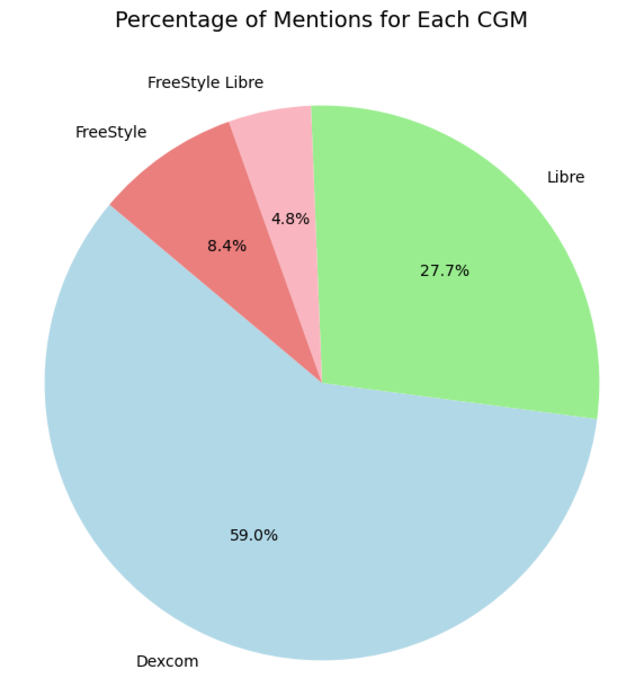 Percentage of Mentions for Each CGM
FreeStyle Libre
FreeStyle
Libre
4.8%
8.4%
27.7%
59.0%
Dexcom